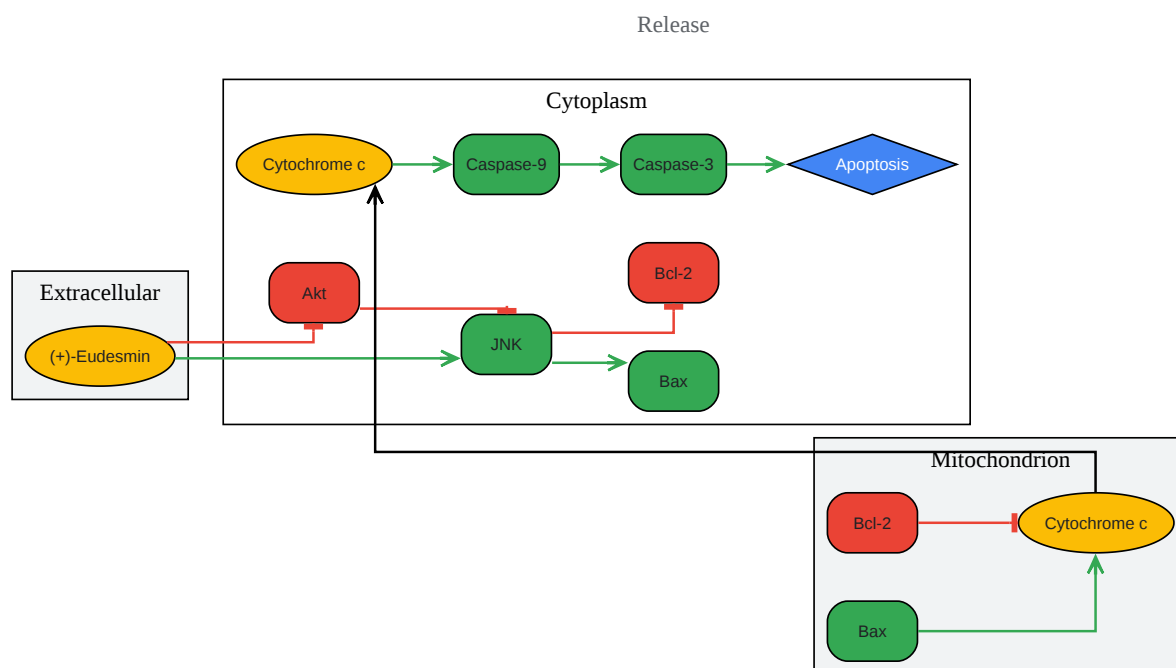 Release
Cytoplasm
Cytochrome c
Caspase-9
Caspase-3
Apoptosis
Bcl-2
Akt
Extracellular
JNK
(+)-Eudesmin
Bax
Mitochondrion
Bcl-2
Cytochrome c
Bax